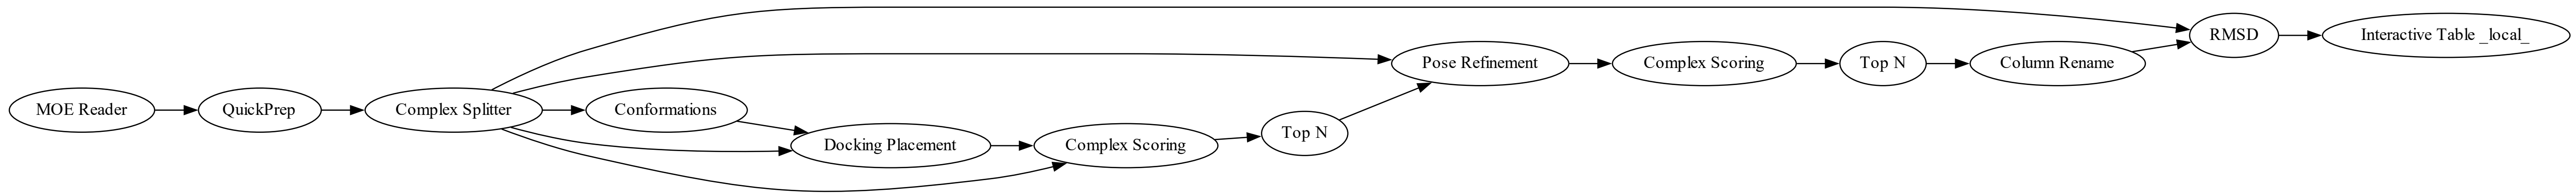 MOE Reader
QuickPrep
Complex Splitter
Conformations
Docking Placement
Complex Scoring
Top N
Pose Refinement
Complex Scoring
Top N
Column Rename
RMSD
Interactive Table _local_